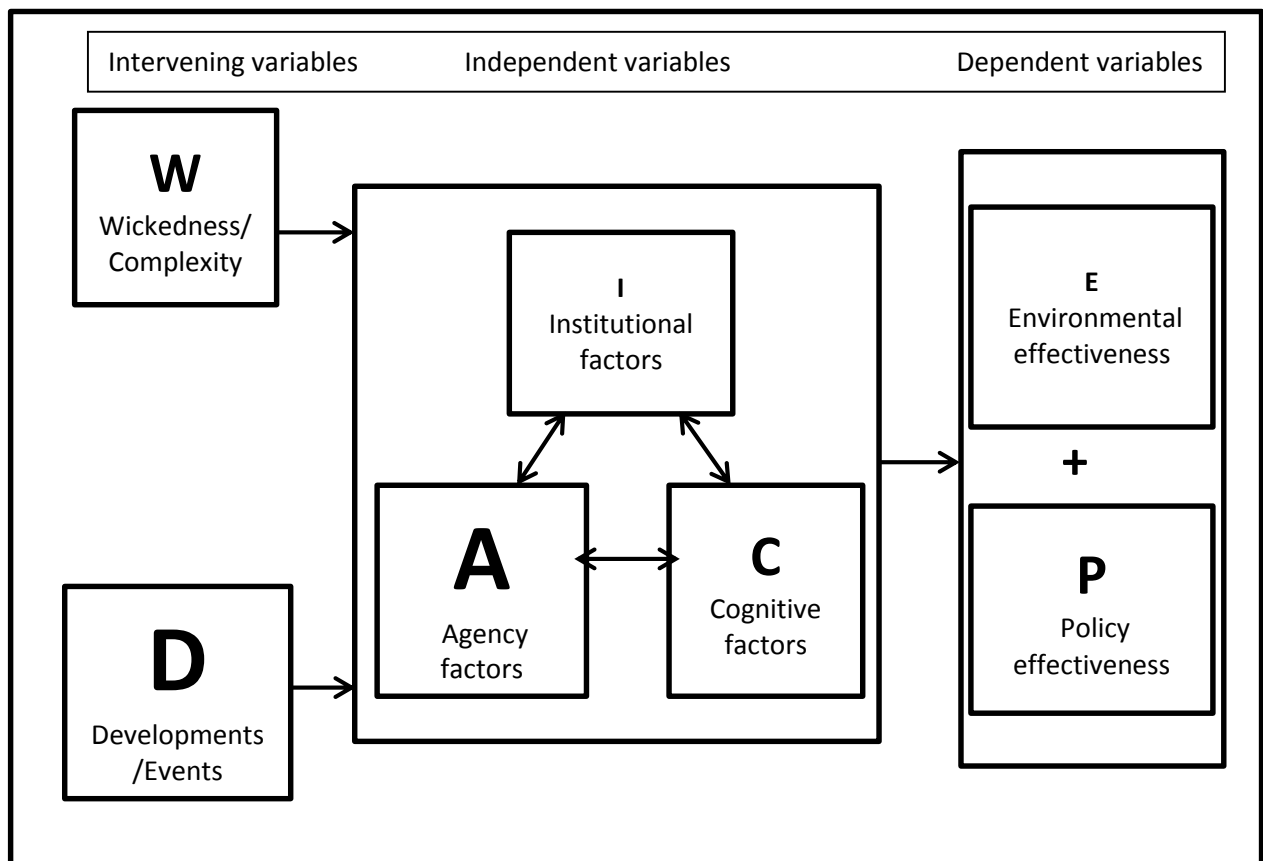 Intervening variables Independent variables Dependent variables
W
Wickedness/
Complexity
D
Developments
/Events
I
Institutional
factors
A
Agency
factors
C
Cognitive
factors
E
Environmental
effectiveness
+
P
Policy
effectiveness